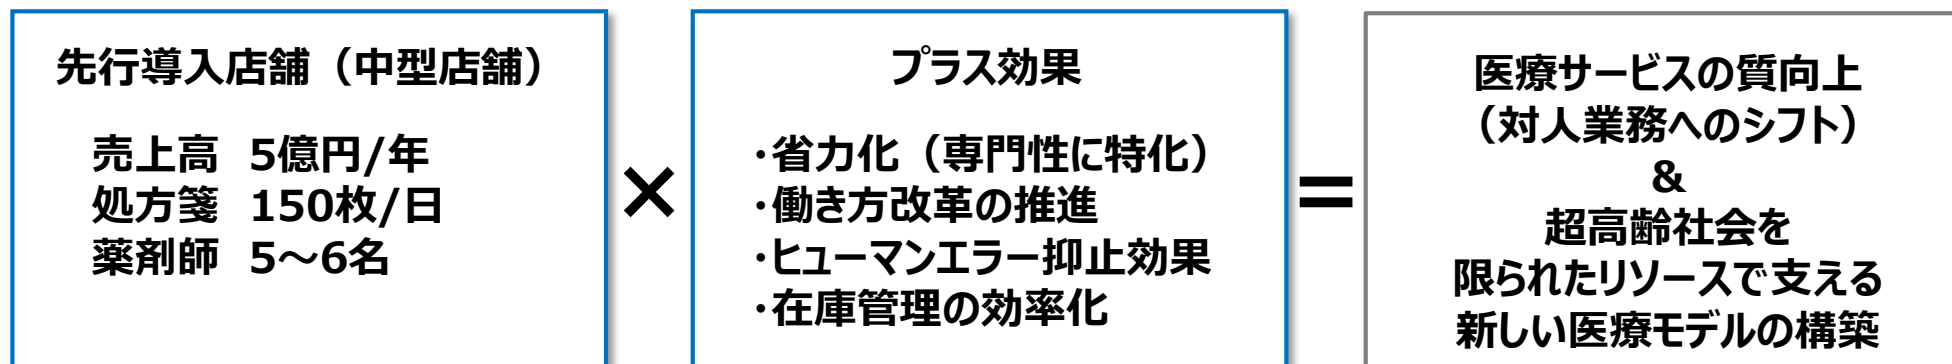 先行導入店舗（中型店舗）
売上高 5億円/年
処方箋 150枚/日
薬剤師 5～6名
×
プラス効果
・省力化（専門性に特化）
・働き方改革の推進
・ヒューマンエラー抑止効果
・在庫管理の効率化
＝
医療サービスの質向上
（対人業務へのシフト）
&
超高齢社会を
限られたリソースで支える
新しい医療モデルの構築